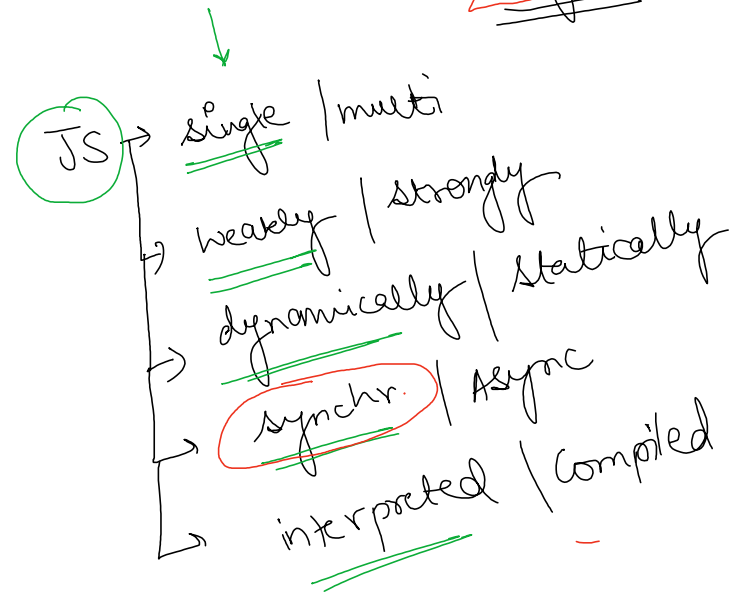 JS
single / multi
weakly / strongly
dynamically / statically
synchr. / Async
interpreted / compiled